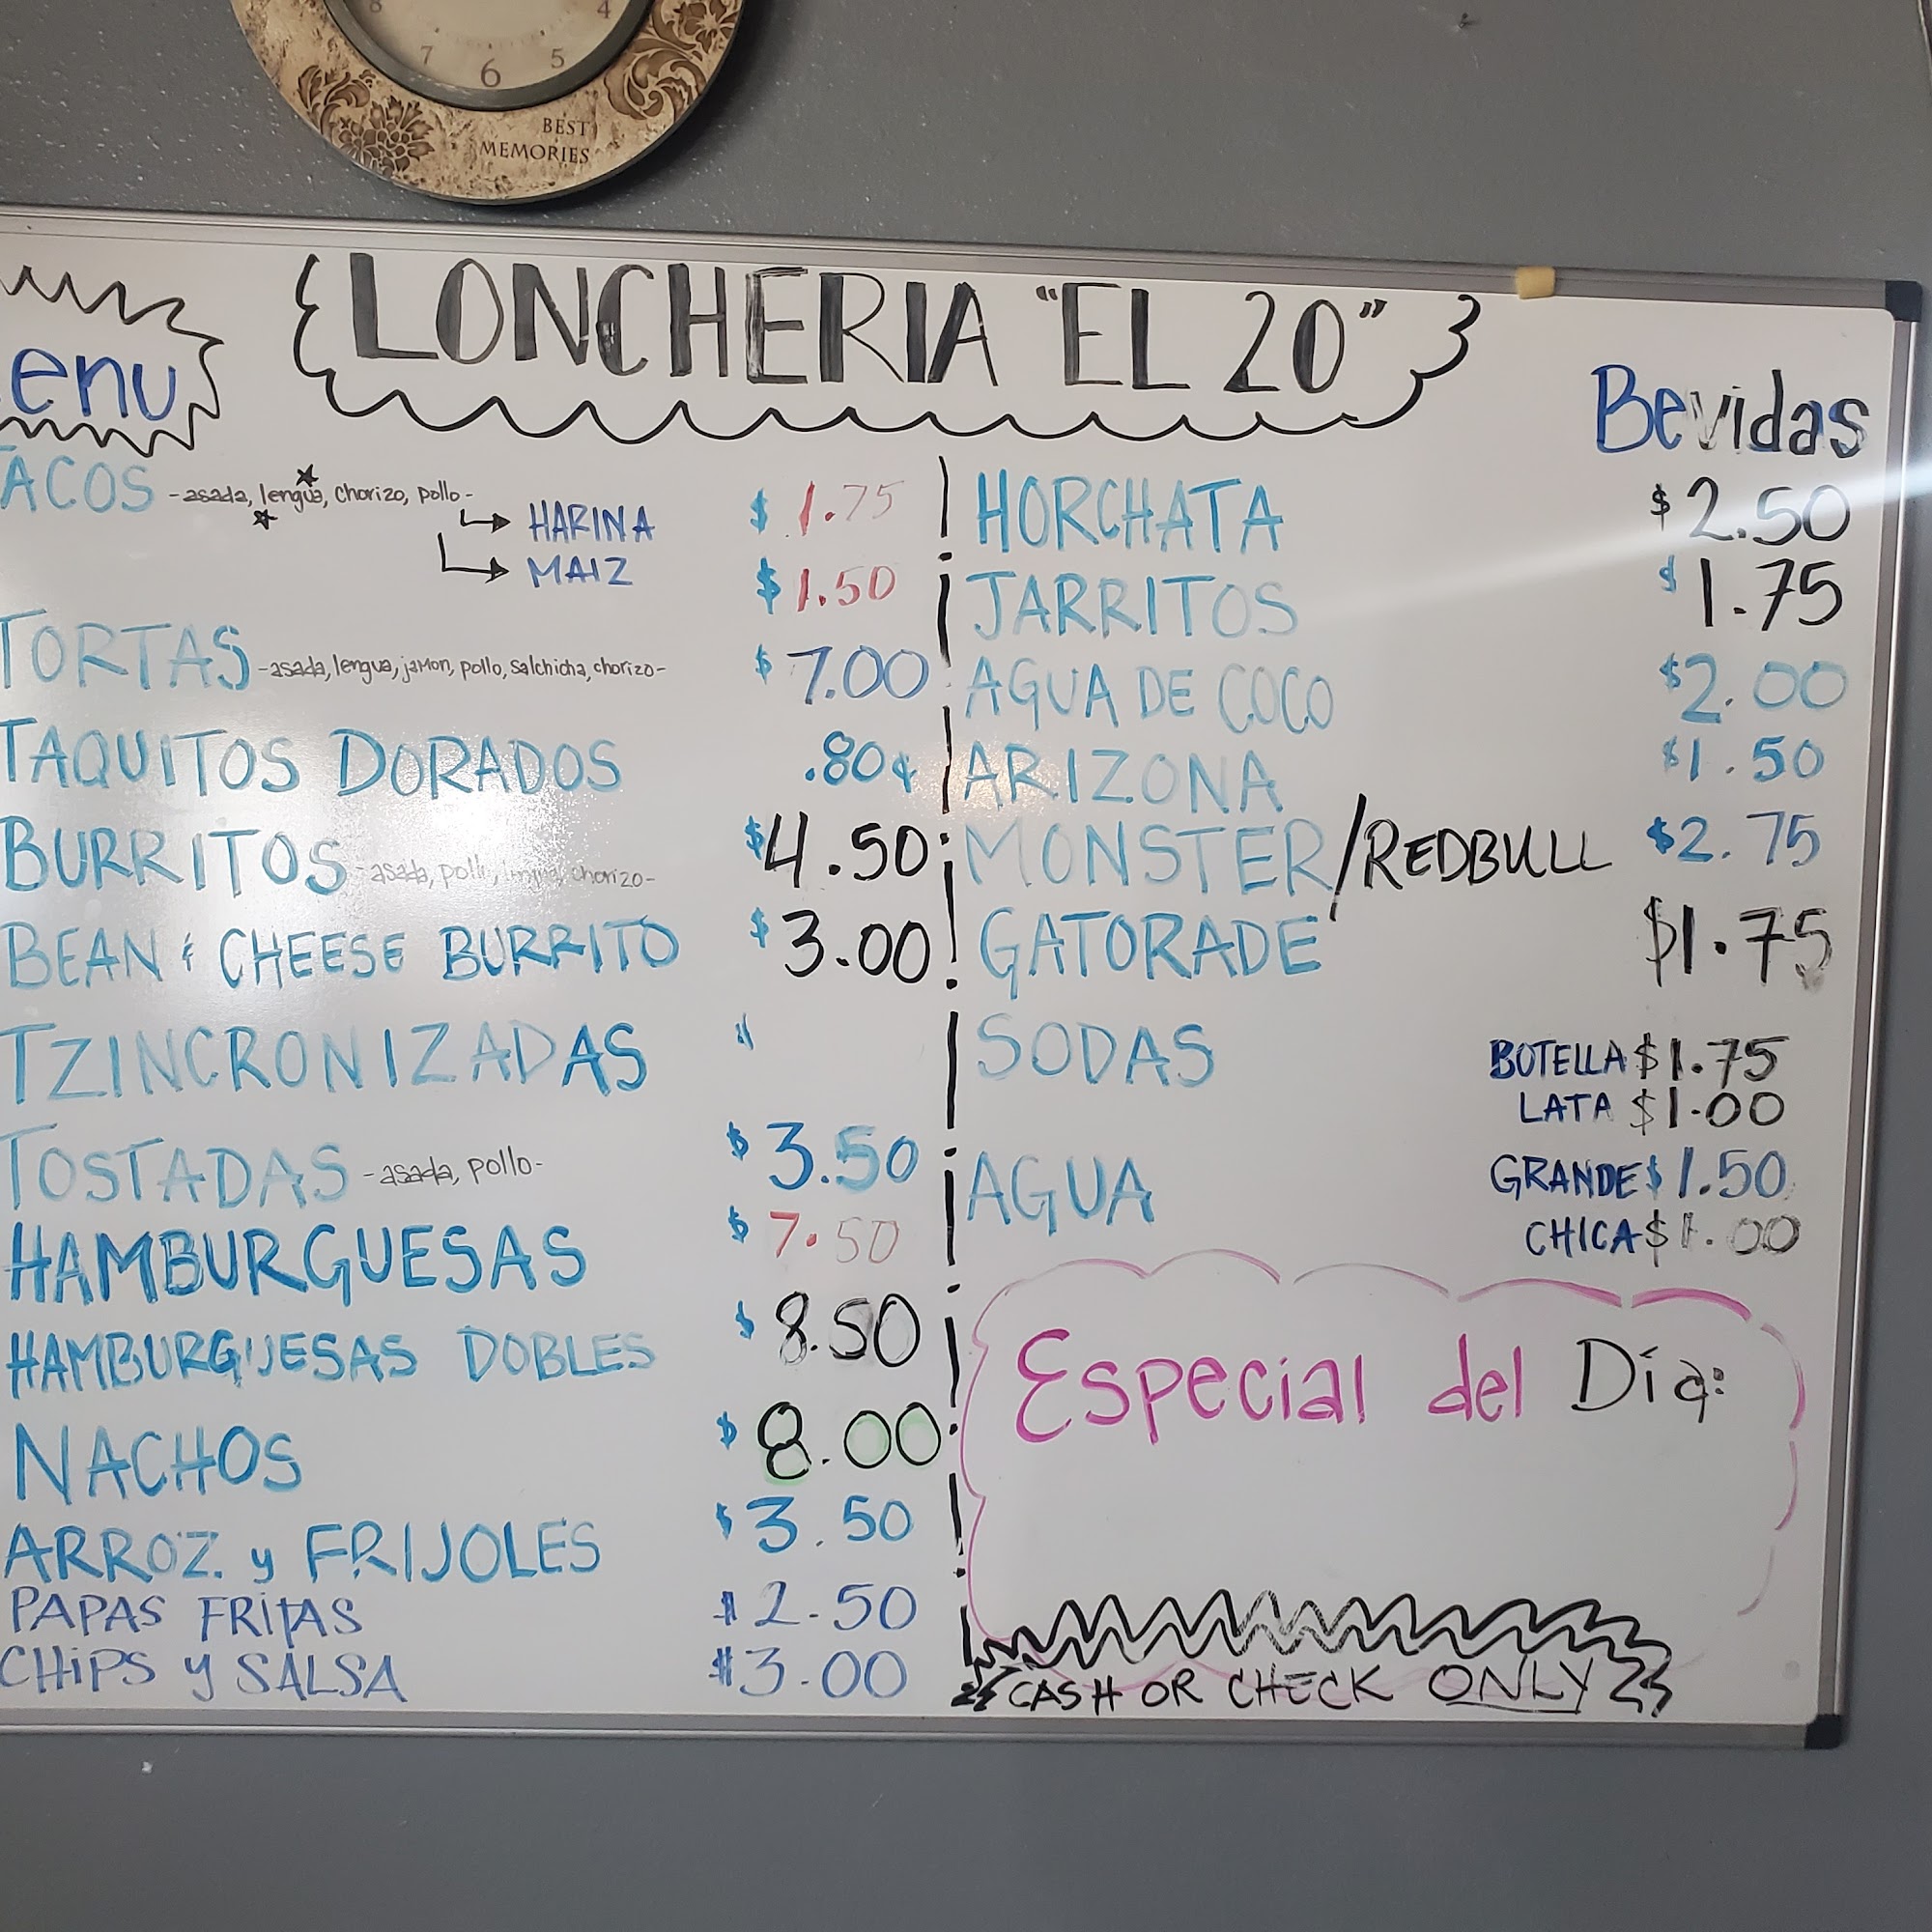 8 7 6 5 4
BEST
MEMORIES
LONCHERIA "EL 20"
enu
ACOS -asada, lengua, chorizo, pollo-
HARINA $1.75
MAIZ $1.50
TORTAS -asada, lengua, jamon, pollo, salchicha, chorizo- $7.00
TAQUITOS DORADOS .80¢
BURRITOS -asada, pollo, lengua, chorizo- $4.50
BEAN & CHEESE BURRITO $3.00
TZINCRONIZADAS $
TOSTADAS -asada, pollo- $3.50
HAMBURGUESAS $7.50
HAMBURGUESAS DOBLES $8.50
NACHOS $8.00
ARROZ. y FRIJOLES $3.50
PAPAS FRITAS $2.50
CHIPS y SALSA $3.00
Bevidas
HORCHATA $2.50
JARRITOS $1.75
AGUA DE COCO $2.00
ARIZONA $1.50
MONSTER/REDBULL $2.75
GATORADE $1.75
SODAS BOTELLA $1.75
LATA $1.00
AGUA GRANDE $1.50
CHICA $1.00
Especial del Día:
CASH OR CHECK ONLY